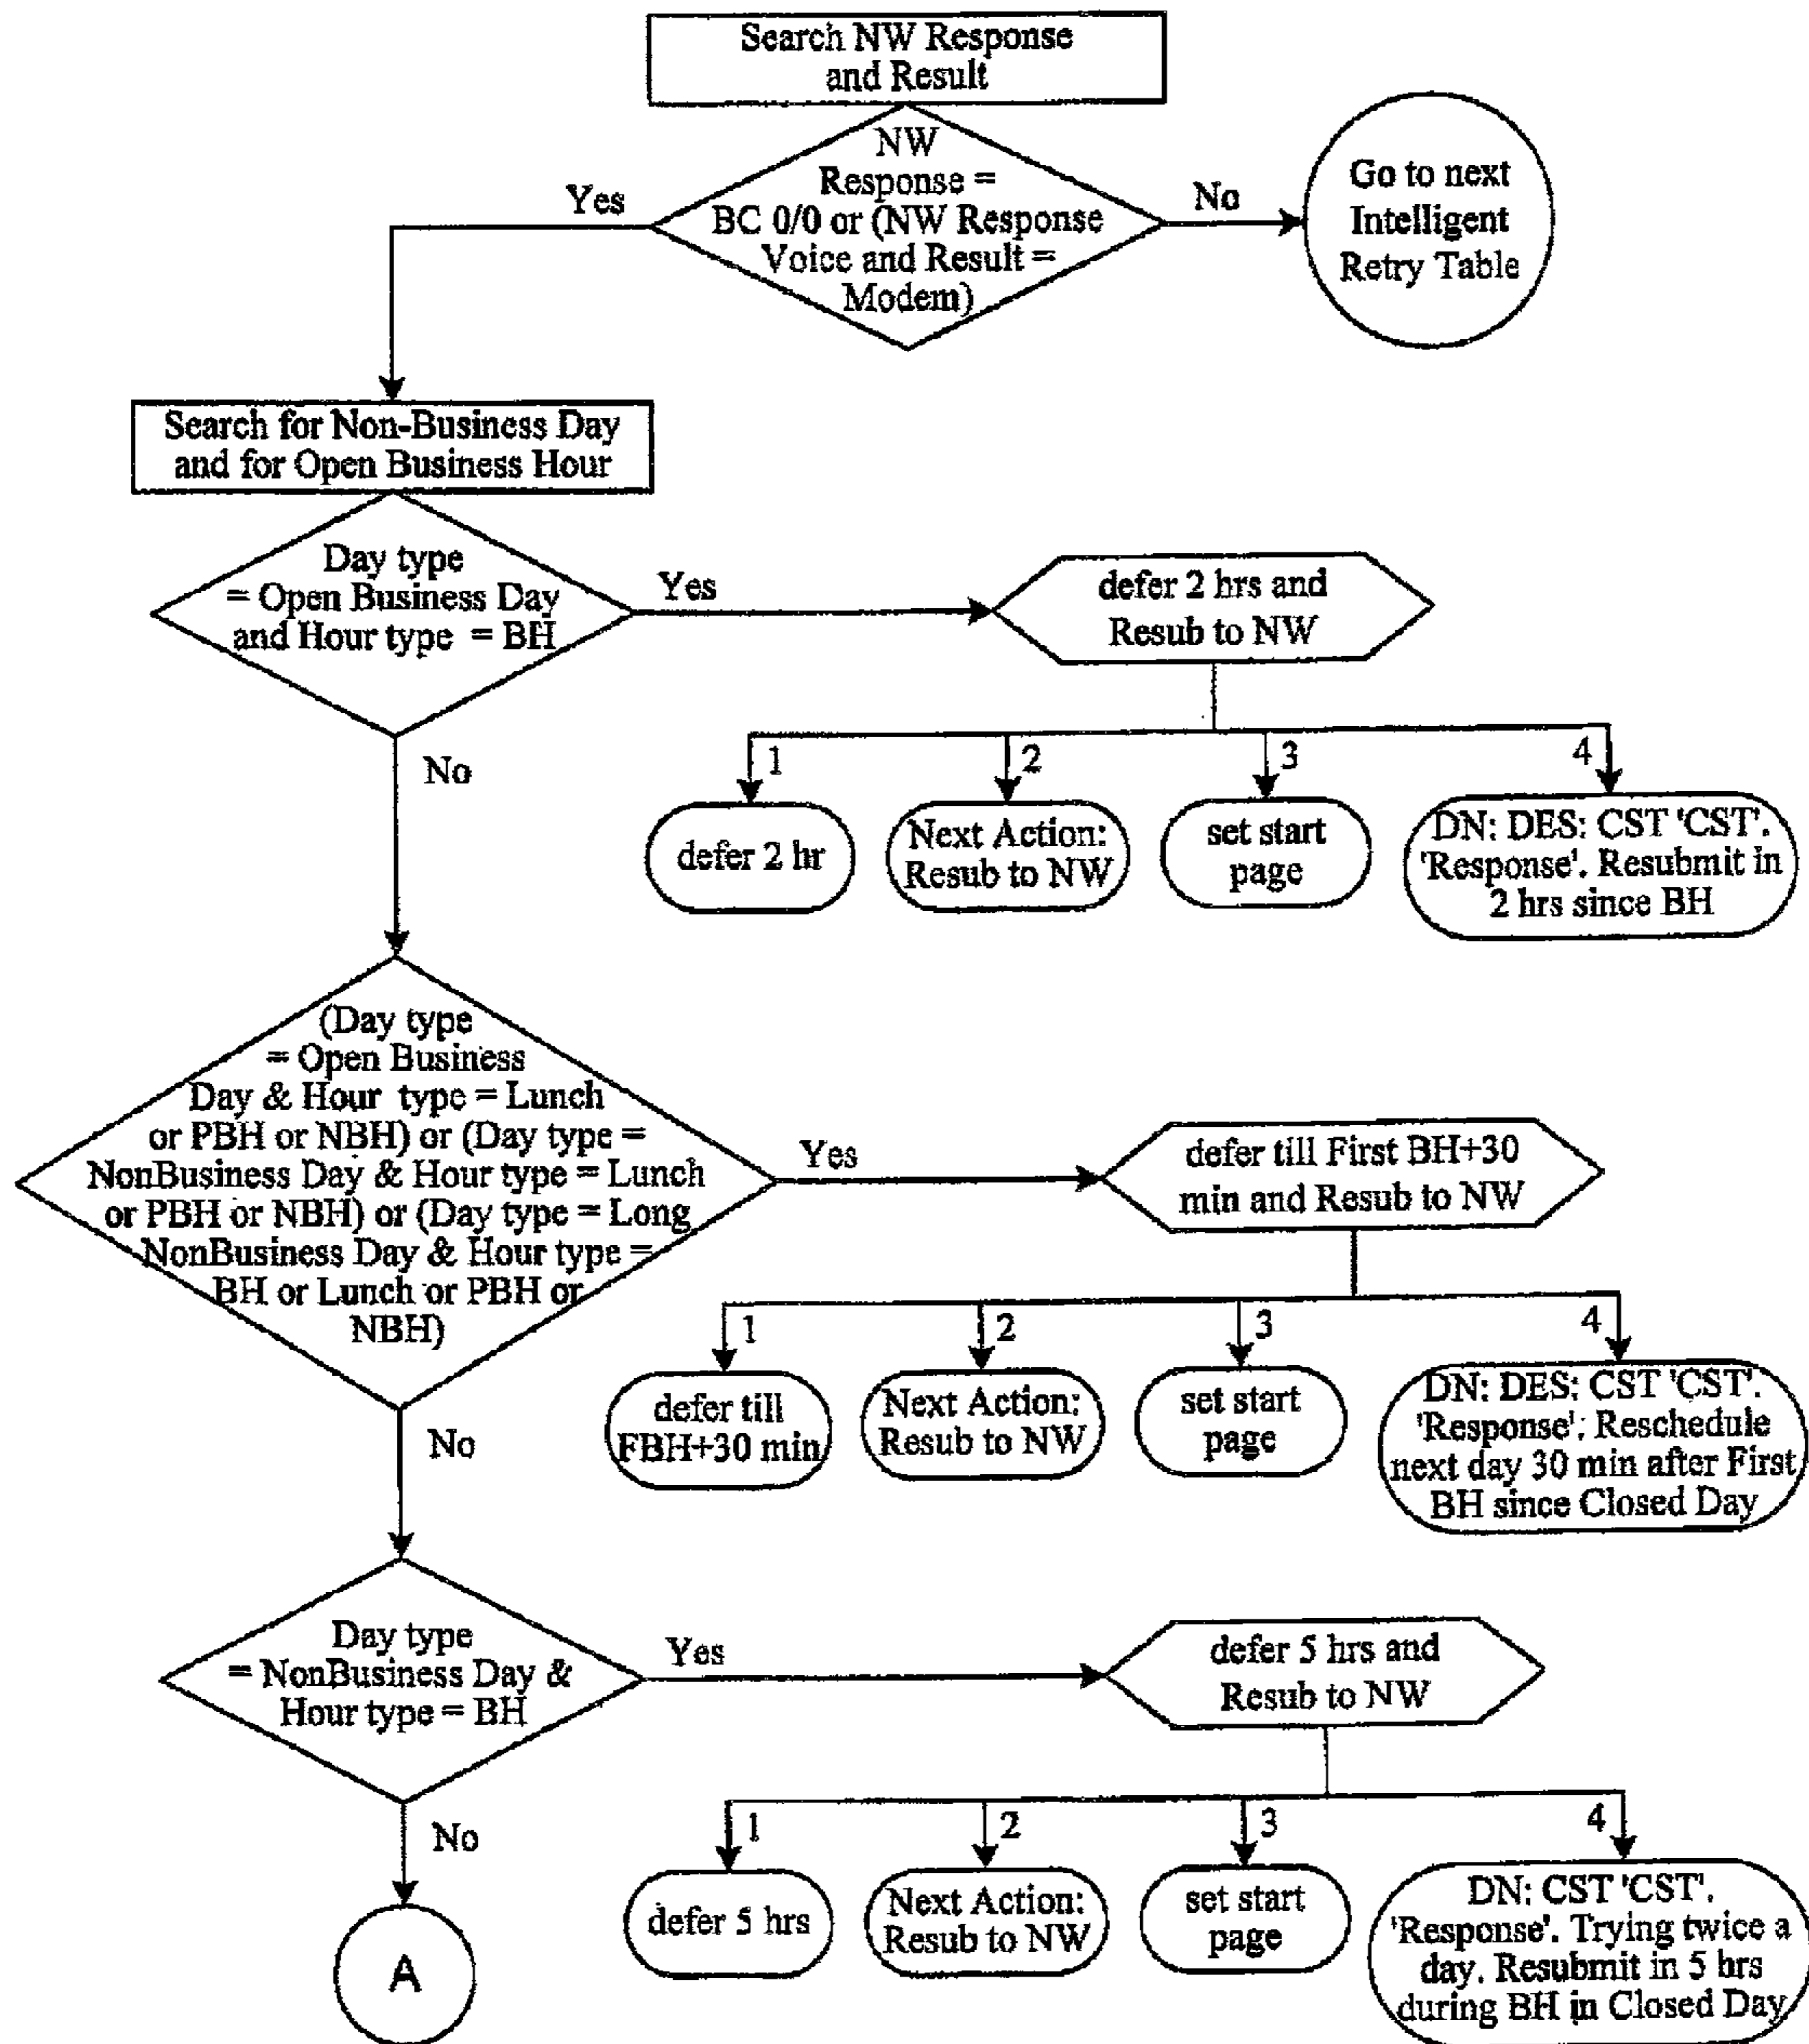 Search NW Response
and Result
NW
Response =
BC 0/0 or (NW Response
Voice and Result =
Modem)
Yes
No
Go to next
Intelligent
Retry Table
Search for Non-Business Day
and for Open Business Hour
Day type
= Open Business Day
and Hour type = BH
Yes
defer 2 hrs and
Resub to NW
No
1
2
3
4
defer 2 hr
Next Action:
Resub to NW
set start
page
DN: DES: CST 'CST'.
'Response'. Resubmit in
2 hrs since BH
(Day type
= Open Business
Day & Hour type = Lunch
or PBH or NBH) or (Day type =
NonBusiness Day & Hour type = Lunch
or PBH or NBH) or (Day type = Long
NonBusiness Day & Hour type =
BH or Lunch or PBH or
NBH)
Yes
defer till First BH+30
min and Resub to NW
No
1
2
3
4
defer till
FBH+30 min
Next Action:
Resub to NW
set start
page
DN: DES: CST 'CST'.
'Response': Reschedule
next day 30 min after First
BH since Closed Day
Day type
= NonBusiness Day &
Hour type = BH
Yes
defer 5 hrs and
Resub to NW
No
1
2
3
4
A
defer 5 hrs
Next Action:
Resub to NW
set start
page
DN: CST 'CST'.
'Response'. Trying twice a
day. Resubmit in 5 hrs
during BH in Closed Day